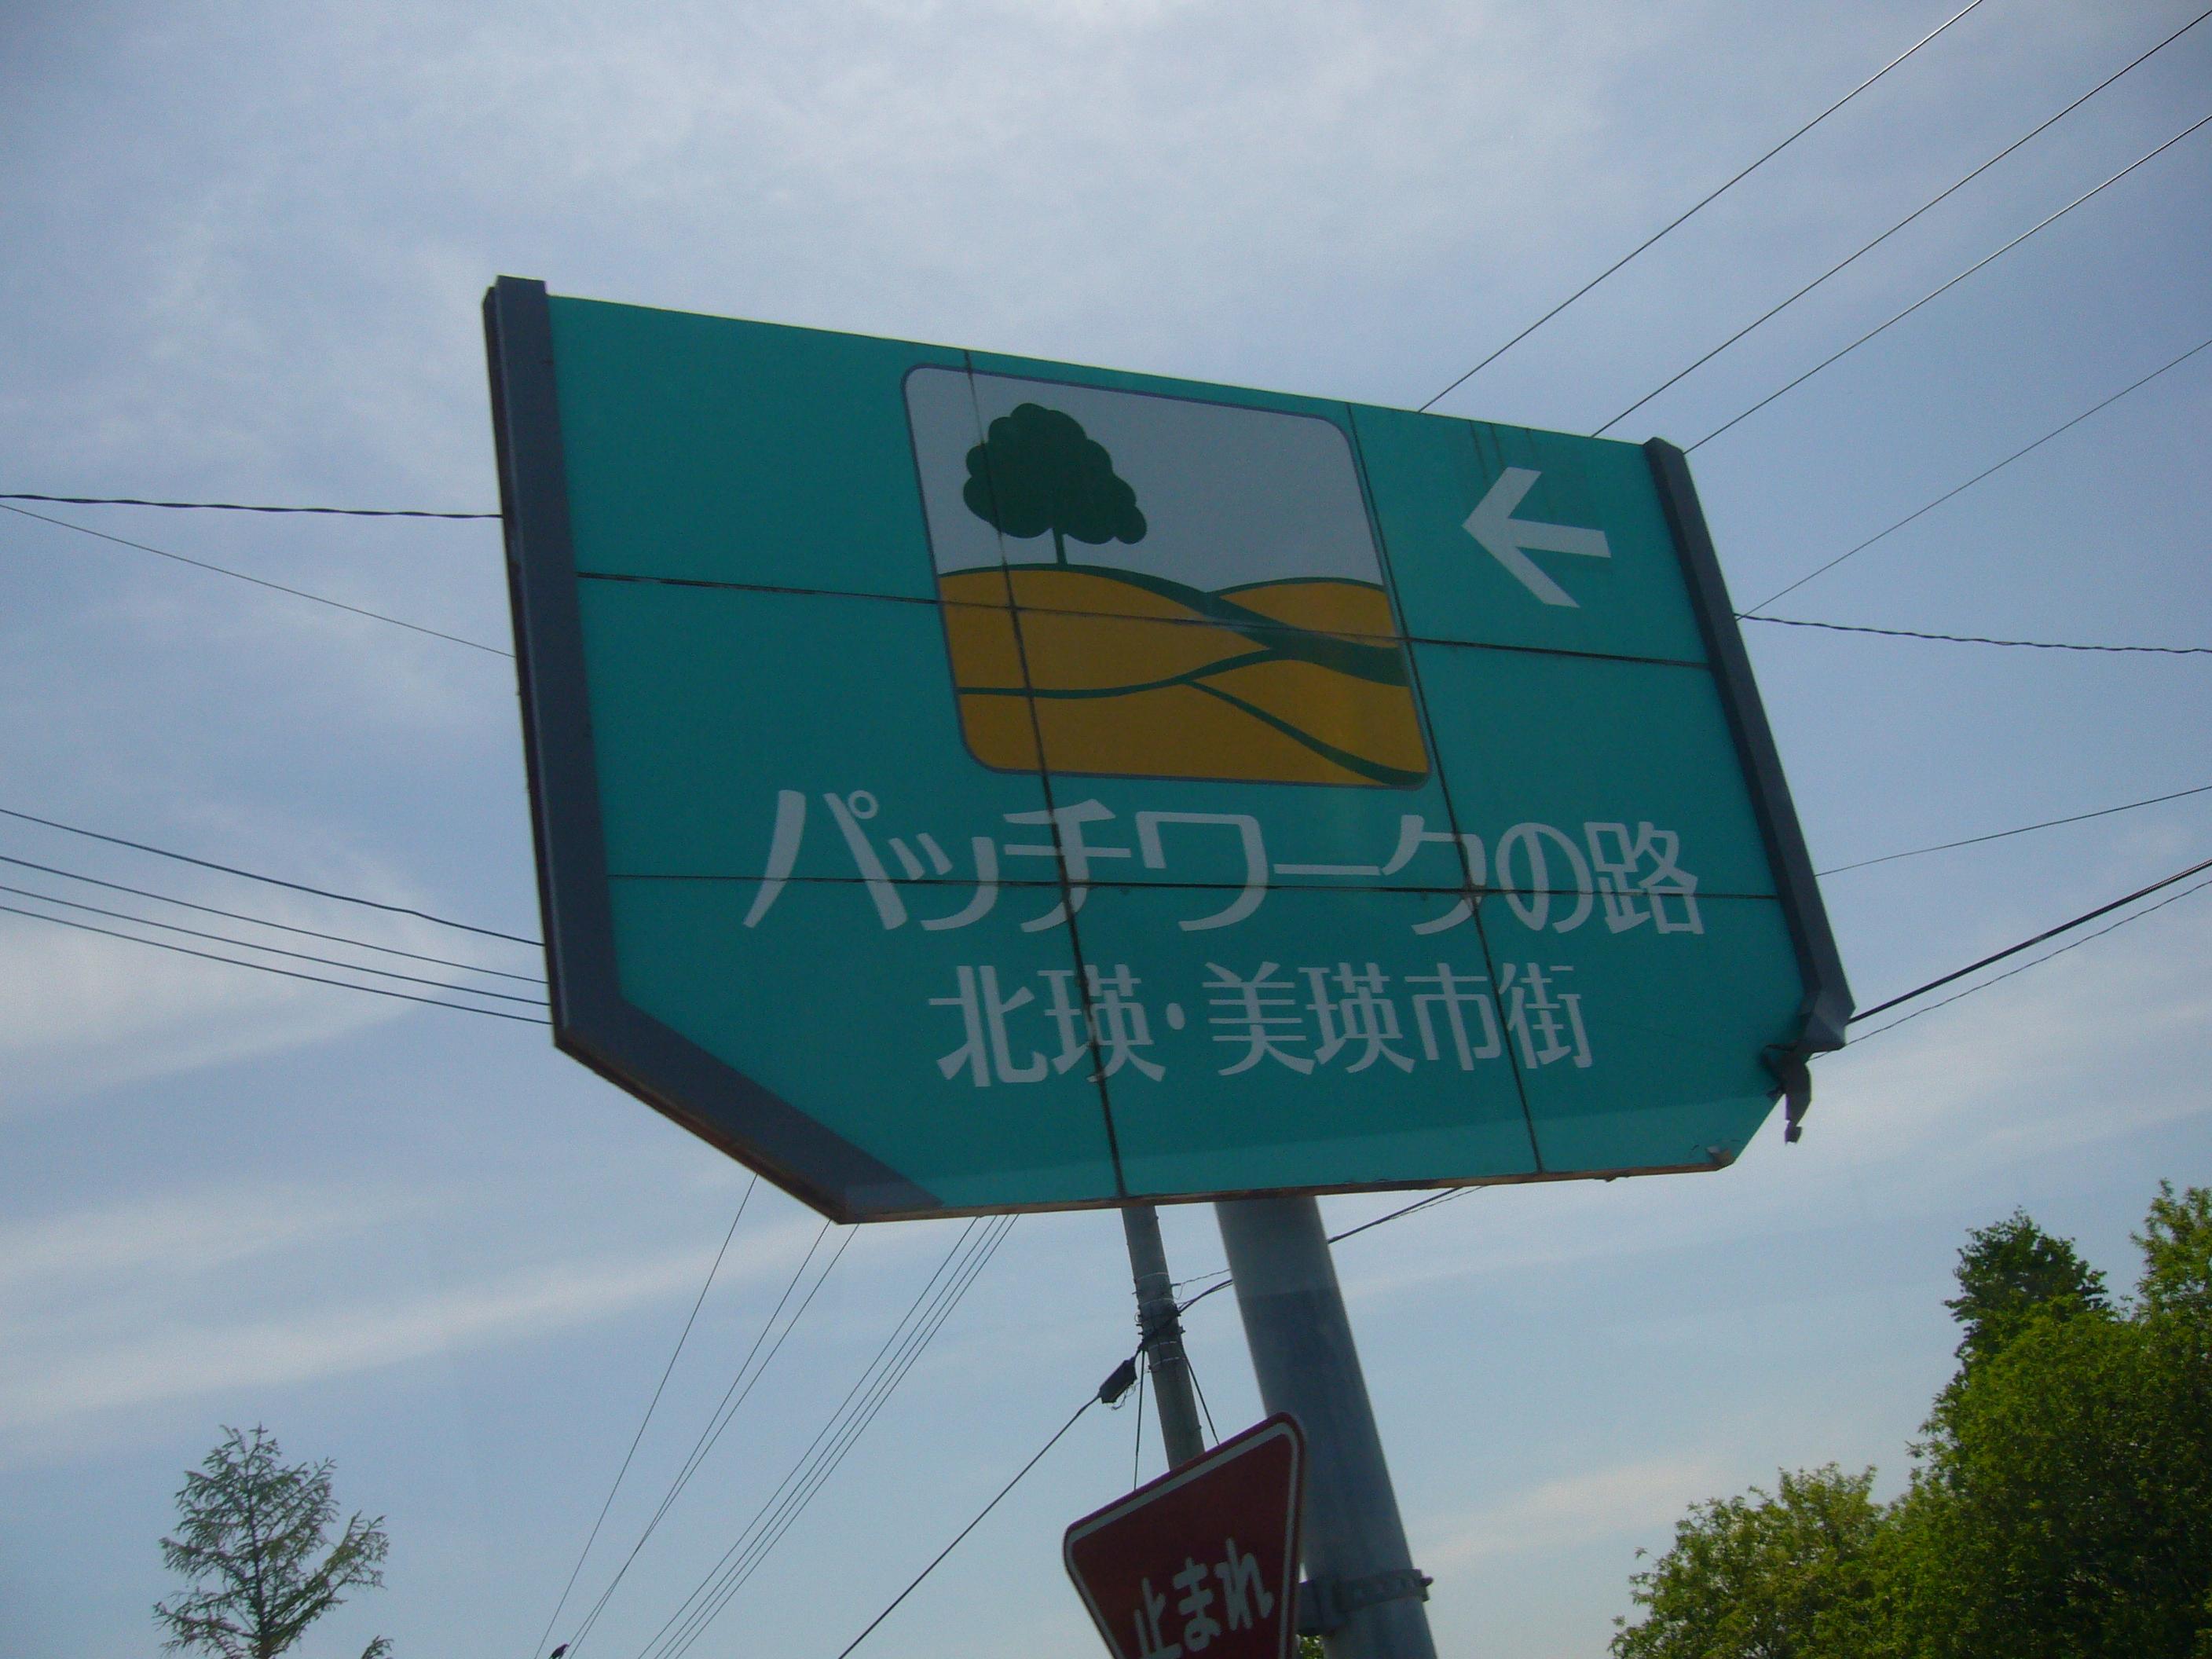 パッチワークの路
北瑛・美瑛市街
止まれ